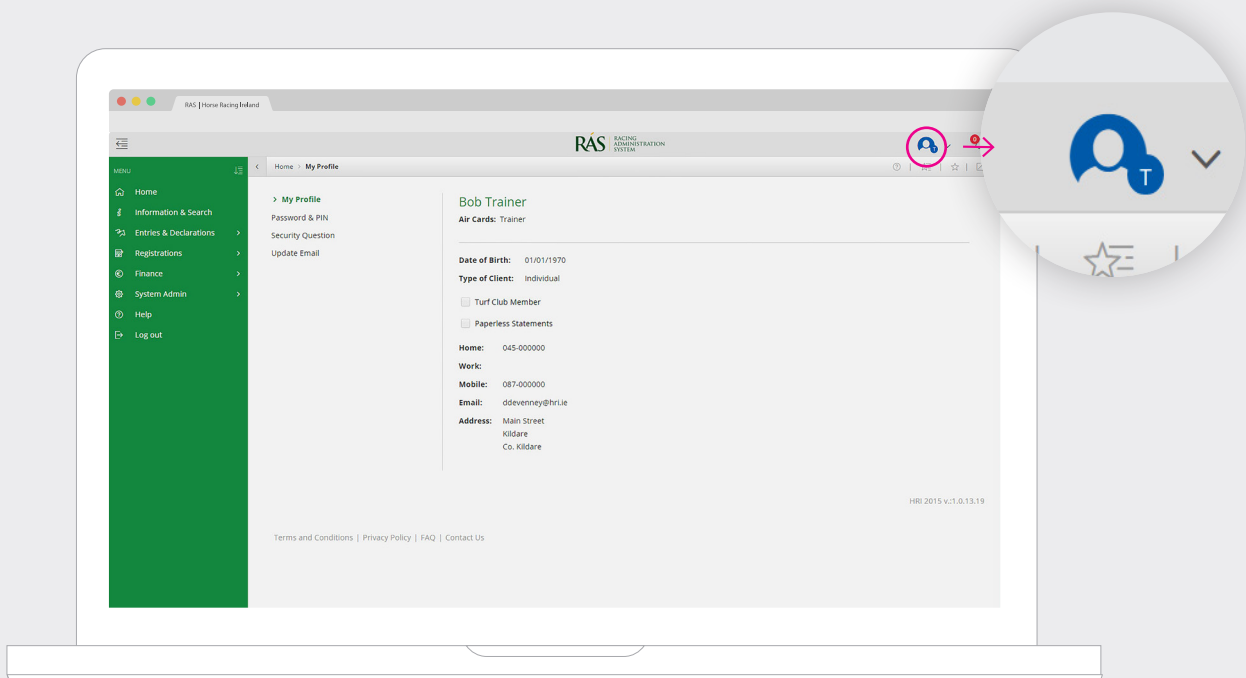 RAS | Horse Racing Ireland
RÁS RACING ADMINISTRATION SYSTEM
0
T
MENU
Home
Information & Search
Entries & Declarations
Registrations
Finance
System Admin
Help
Log out
Home My Profile
My Profile
Password & PIN
Security Question
Update Email
Bob Trainer
Air Cards: Trainer
Date of Birth: 01/01/1970
Type of Client: Individual
Turf Club Member
Paperless Statements
Home: 045-000000
Work:
Mobile: 087-000000
Email: ddevenney@hri.ie
Address: Main Street
Kildare
Co. Kildare
HRI 2015 v.:1.0.13.19
Terms and Conditions | Privacy Policy | FAQ | Contact Us
T